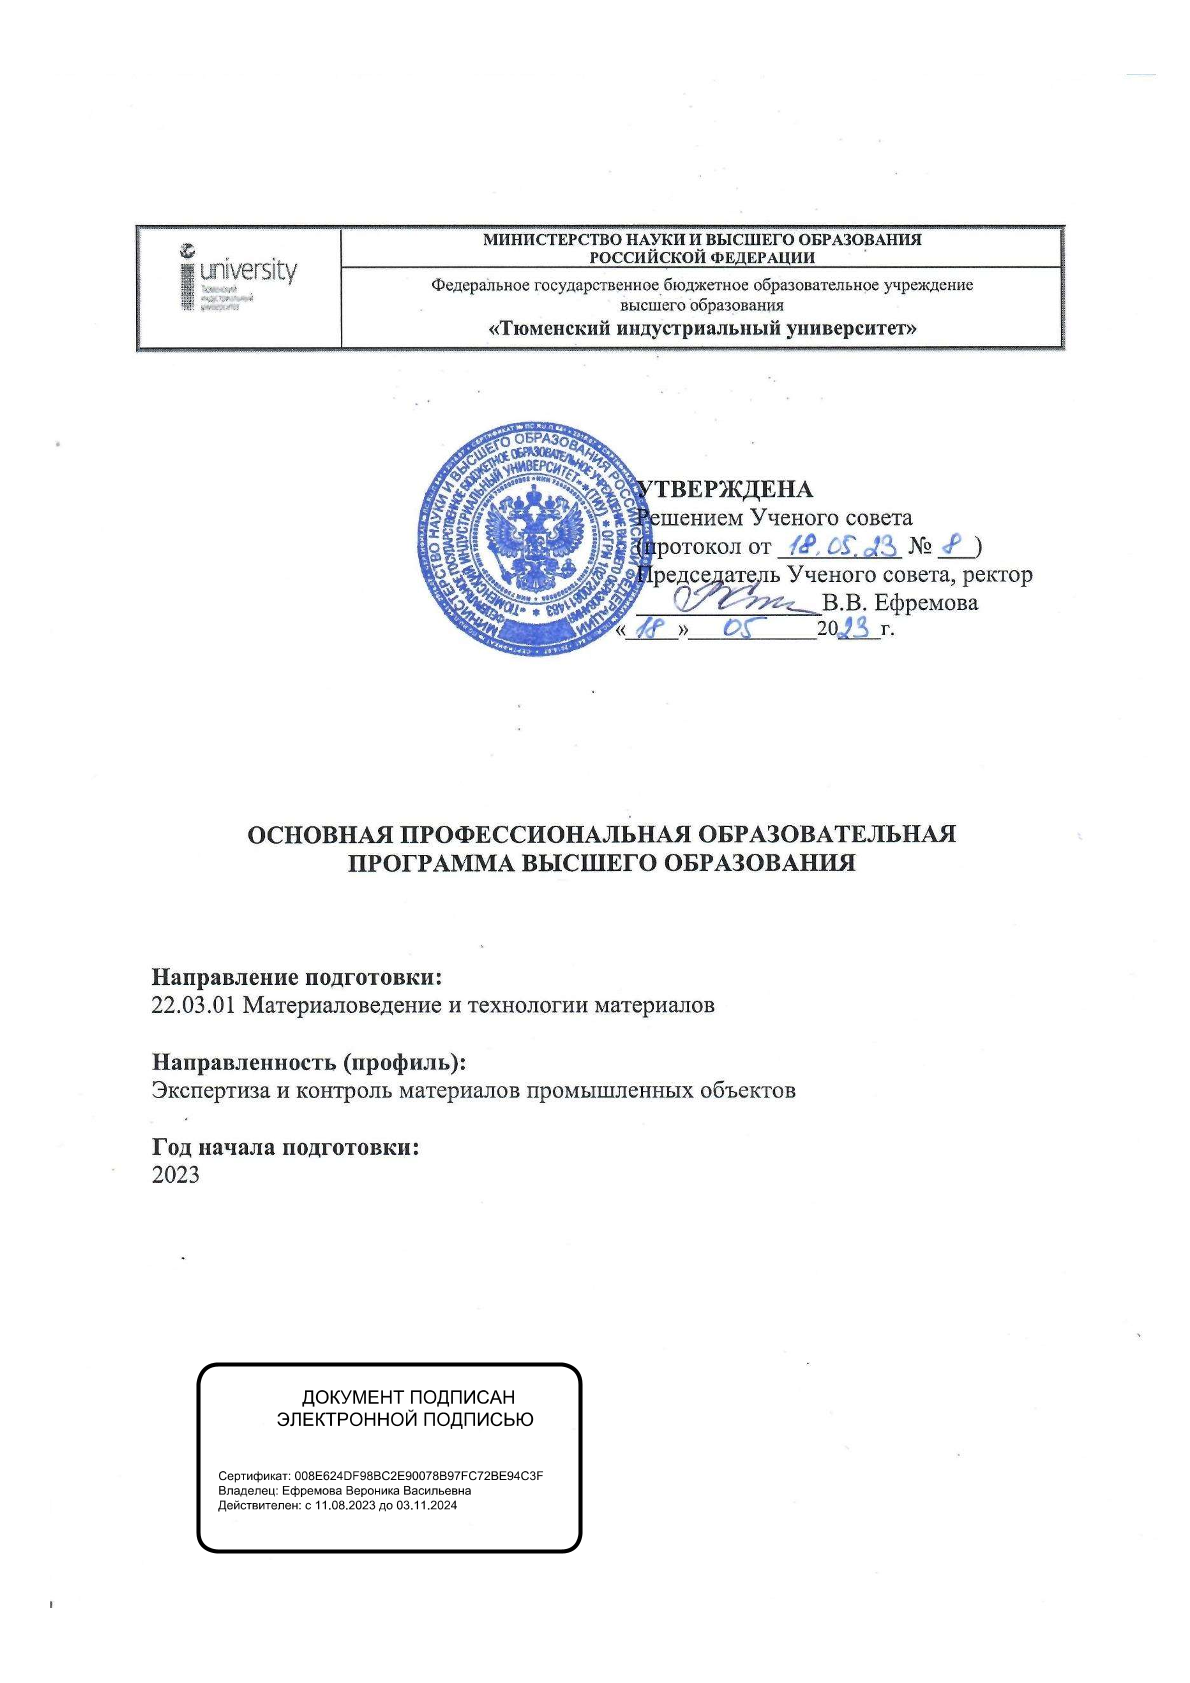 university
Тюменский
индустриальный
университет
МИНИСТЕРСТВО НАУКИ И ВЫСШЕГО ОБРАЗОВАНИЯ
РОССИЙСКОЙ ФЕДЕРАЦИИ
Федеральное государственное бюджетное образовательное учреждение
высшего образования
«Тюменский индустриальный университет»
МИНИСТЕРСТВО НАУКИ И ВЫСШЕГО ОБРАЗОВАНИЯ РОССИЙСКОЙ ФЕДЕРАЦИИ
ФЕДЕРАЛЬНОЕ ГОСУДАРСТВЕННОЕ БЮДЖЕТНОЕ ОБРАЗОВАТЕЛЬНОЕ УЧРЕЖДЕНИЕ ВЫСШЕГО ОБРАЗОВАНИЯ
«ТЮМЕНСКИЙ ИНДУСТРИАЛЬНЫЙ УНИВЕРСИТЕТ» * (ТИУ) * ОГРН
УТВЕРЖДЕНА
Решением Ученого совета
(протокол от 18.05.23 № 8)
Председатель Ученого совета, ректор
В.В. Ефремова
«18» 05 2023 г.
ОСНОВНАЯ ПРОФЕССИОНАЛЬНАЯ ОБРАЗОВАТЕЛЬНАЯ
ПРОГРАММА ВЫСШЕГО ОБРАЗОВАНИЯ
Направление подготовки:
22.03.01 Материаловедение и технологии материалов
Направленность (профиль):
Экспертиза и контроль материалов промышленных объектов
Год начала подготовки:
2023
ДОКУМЕНТ ПОДПИСАН
ЭЛЕКТРОННОЙ ПОДПИСЬЮ
Сертификат: 008E624DF98BC2E90078B97FC72BE94C3F
Владелец: Ефремова Вероника Васильевна
Действителен: с 11.08.2023 до 03.11.2024